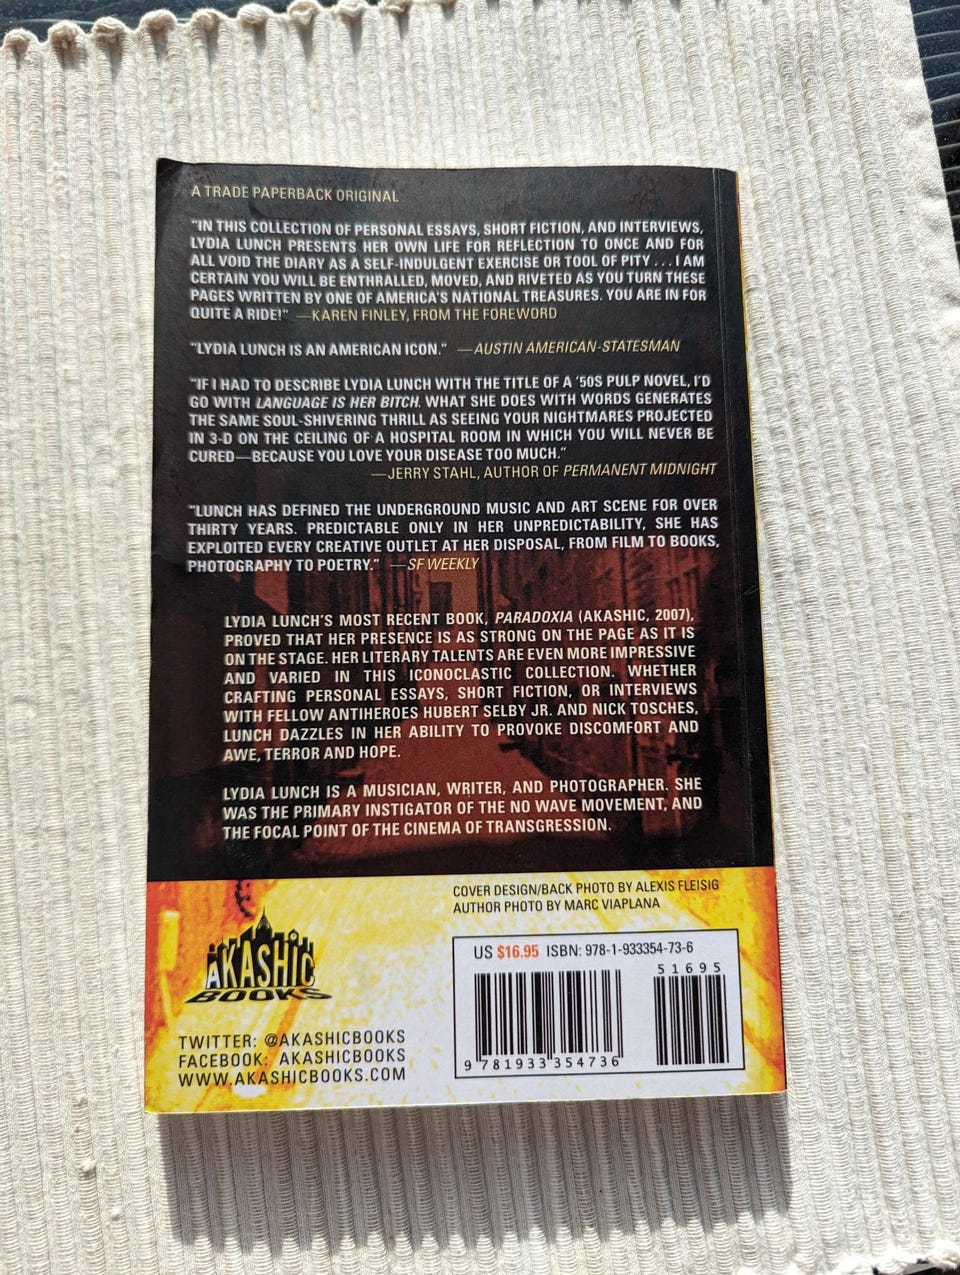 A TRADE PAPERBACK ORIGINAL
"IN THIS COLLECTION OF PERSONAL ESSAYS, SHORT FICTION, AND INTERVIEWS,
LYDIA LUNCH PRESENTS HER OWN LIFE FOR REFLECTION TO ONCE AND FOR
ALL VOID THE DIARY AS A SELF-INDULGENT EXERCISE OR TOOL OF PITY . . . I AM
CERTAIN YOU WILL BE ENTHRALLED, MOVED, AND RIVETED AS YOU TURN THESE
PAGES WRITTEN BY ONE OF AMERICA'S NATIONAL TREASURES. YOU ARE IN FOR
QUITE A RIDE!" —KAREN FINLEY, FROM THE FOREWORD
"LYDIA LUNCH IS AN AMERICAN ICON." —AUSTIN AMERICAN-STATESMAN
"IF I HAD TO DESCRIBE LYDIA LUNCH WITH THE TITLE OF A '50S PULP NOVEL, I'D
GO WITH LANGUAGE IS HER BITCH. WHAT SHE DOES WITH WORDS GENERATES
THE SAME SOUL-SHIVERING THRILL AS SEEING YOUR NIGHTMARES PROJECTED
IN 3-D ON THE CEILING OF A HOSPITAL ROOM IN WHICH YOU WILL NEVER BE
CURED—BECAUSE YOU LOVE YOUR DISEASE TOO MUCH."
—JERRY STAHL, AUTHOR OF PERMANENT MIDNIGHT
"LUNCH HAS DEFINED THE UNDERGROUND MUSIC AND ART SCENE FOR OVER
THIRTY YEARS. PREDICTABLE ONLY IN HER UNPREDICTABILITY, SHE HAS
EXPLOITED EVERY CREATIVE OUTLET AT HER DISPOSAL, FROM FILM TO BOOKS,
PHOTOGRAPHY TO POETRY." —SF WEEKLY
LYDIA LUNCH'S MOST RECENT BOOK, PARADOXIA (AKASHIC, 2007),
PROVED THAT HER PRESENCE IS AS STRONG ON THE PAGE AS IT IS
ON THE STAGE. HER LITERARY TALENTS ARE EVEN MORE IMPRESSIVE
AND VARIED IN THIS ICONOCLASTIC COLLECTION. WHETHER
CRAFTING PERSONAL ESSAYS, SHORT FICTION, OR INTERVIEWS
WITH FELLOW ANTIHEROES HUBERT SELBY JR. AND NICK TOSCHES,
LUNCH DAZZLES IN HER ABILITY TO PROVOKE DISCOMFORT AND
AWE, TERROR AND HOPE.
LYDIA LUNCH IS A MUSICIAN, WRITER, AND PHOTOGRAPHER. SHE
WAS THE PRIMARY INSTIGATOR OF THE NO WAVE MOVEMENT, AND
THE FOCAL POINT OF THE CINEMA OF TRANSGRESSION.
COVER DESIGN/BACK PHOTO BY ALEXIS FLEISIG
AUTHOR PHOTO BY MARC VIAPLANA
AKASHIC
BOOKS
TWITTER: @AKASHICBOOKS
FACEBOOK: AKASHICBOOKS
WWW.AKASHICBOOKS.COM
US $16.95 ISBN: 978-1-933354-73-6
51695
9 781933 354736